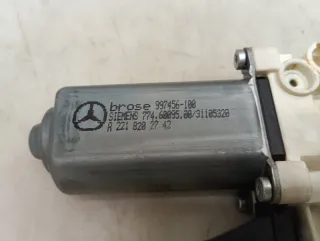 brose 997456-100
SIEMENS 774.60095.00/31105320
A 221 820 27 42